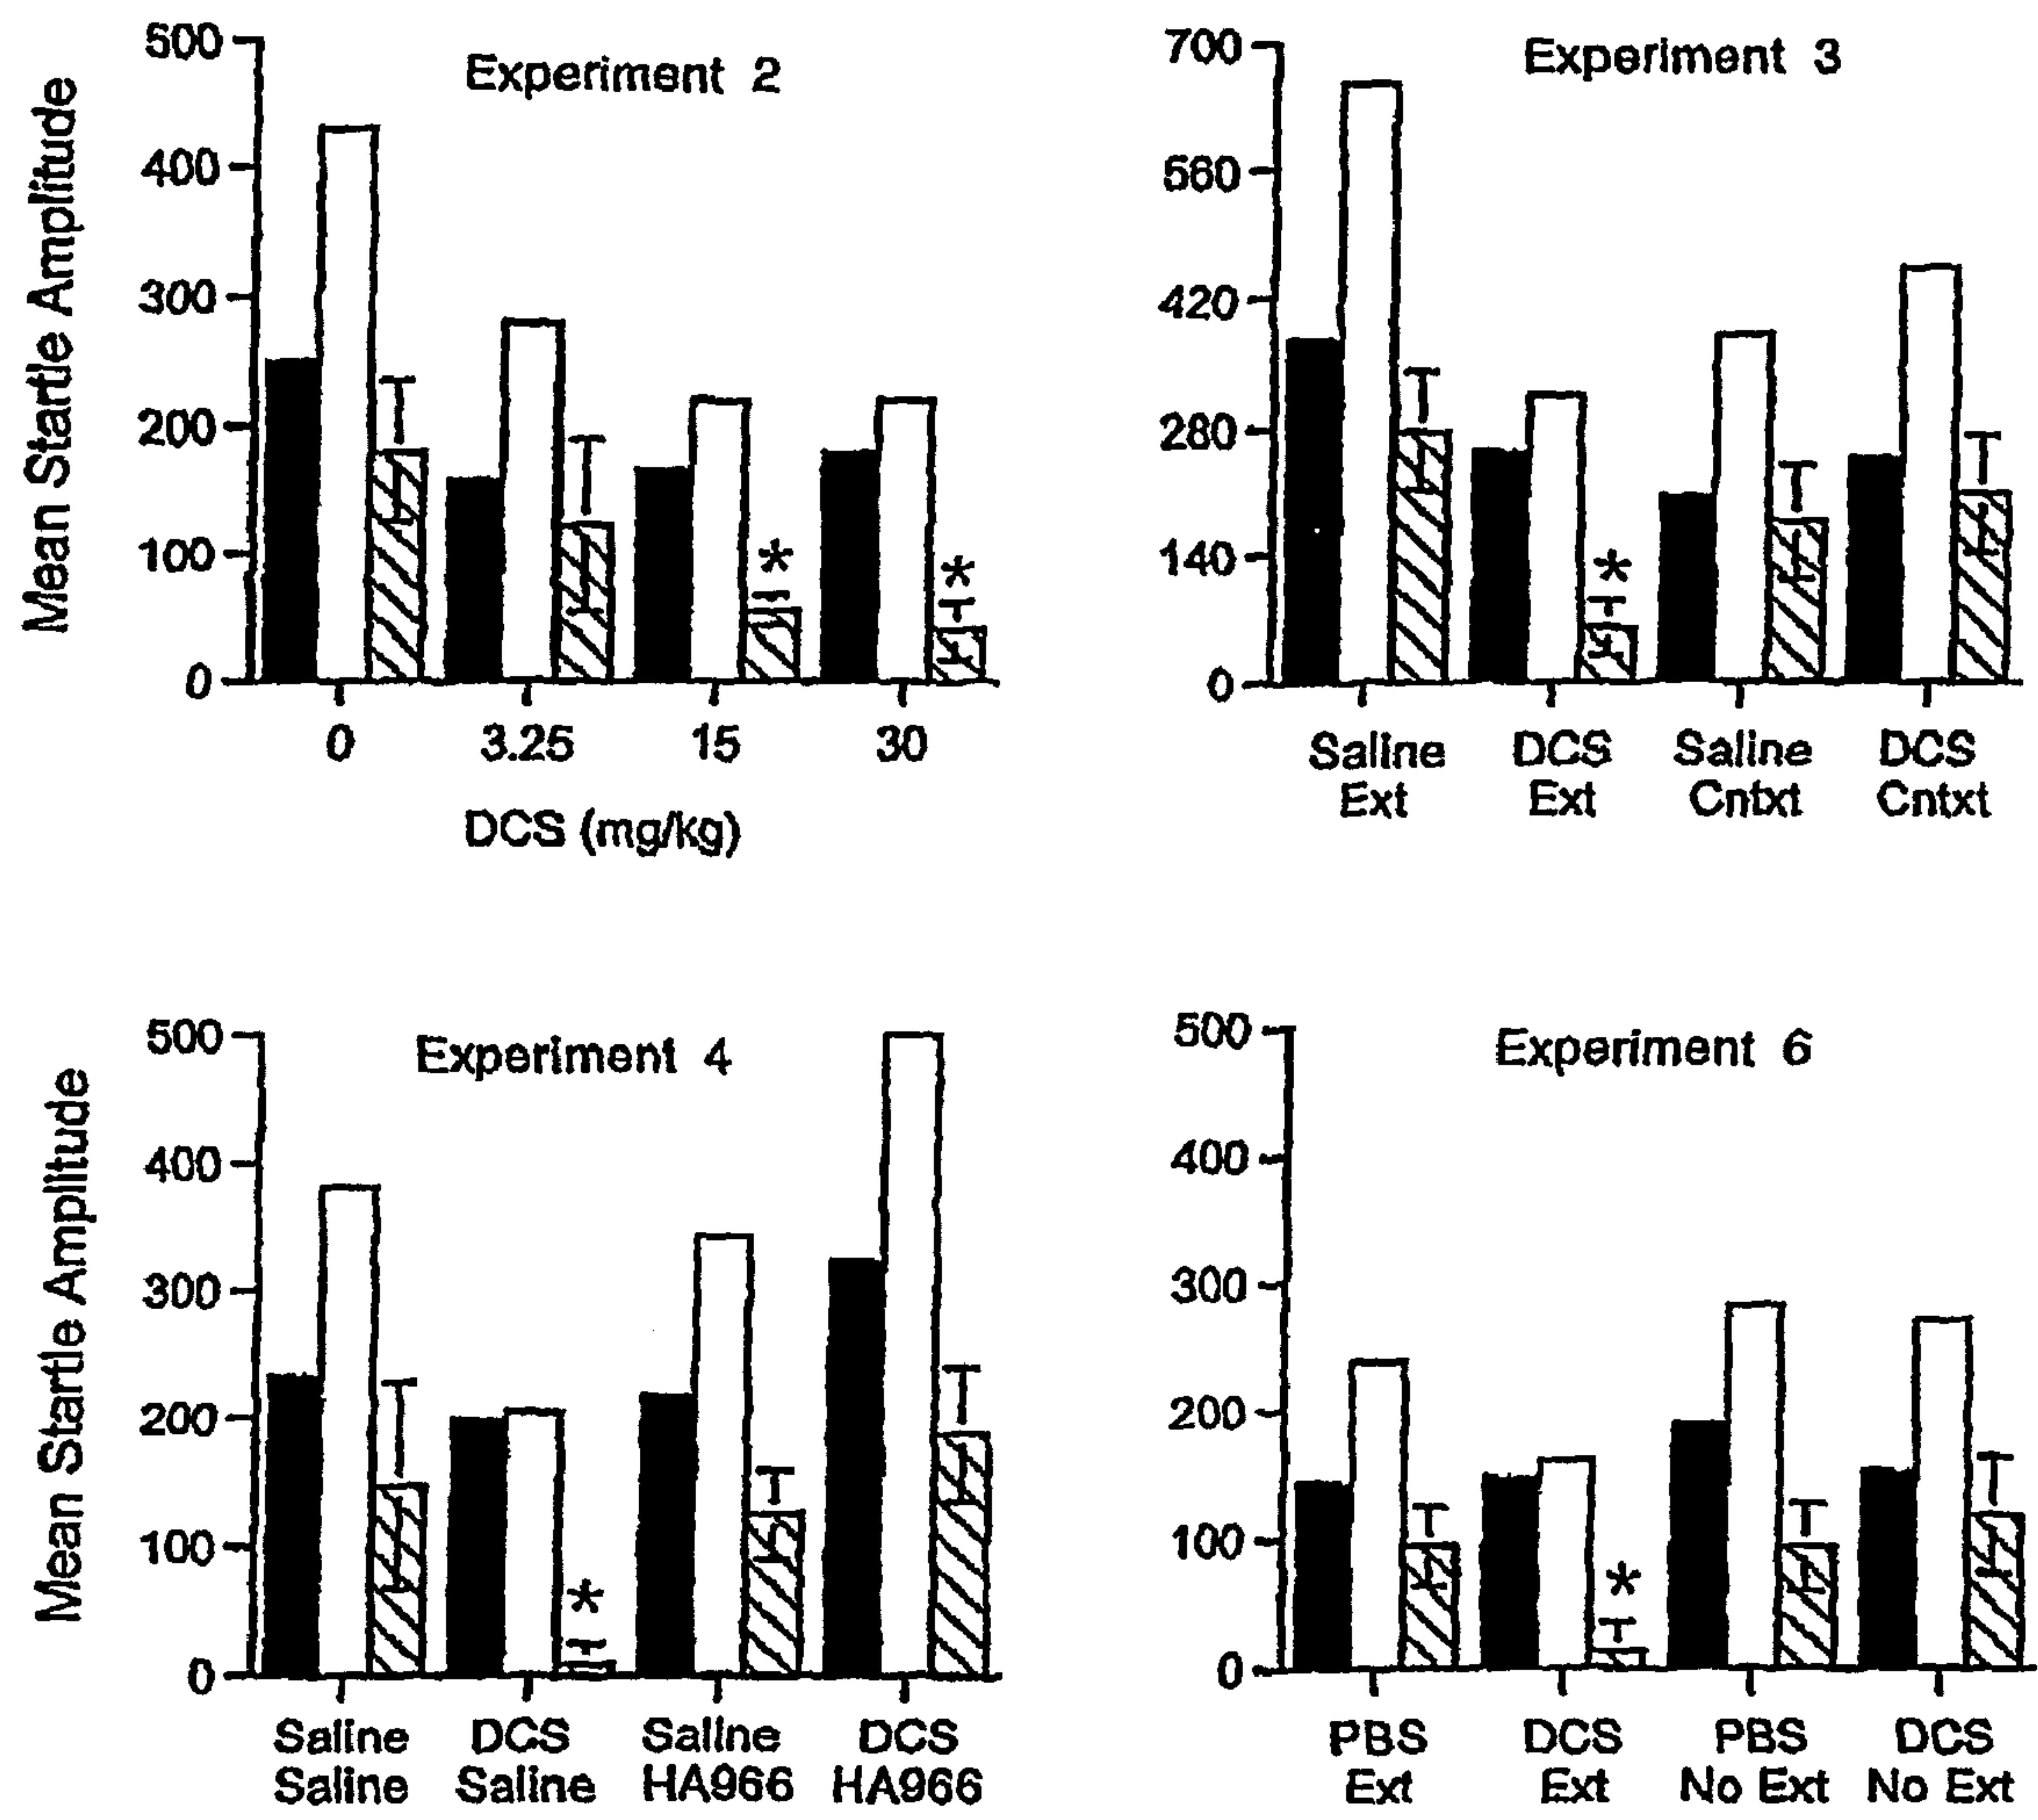 Experiment 2
Mean Startle Amplitude
500
400
300
200
100
0
0 3.25 15 30
DCS (mg/kg)
Experiment 3
700
560
420
280
140
0
Saline DCS Saline DCS
Ext Ext Cntxt Cntxt
*
*
*
Experiment 4
Mean Startle Amplitude
500
400
300
200
100
0
Saline DCS Saline DCS
Saline Saline HA966 HA966
*
Experiment 6
500
400
300
200
100
0
PBS DCS PBS DCS
Ext Ext No Ext No Ext
*